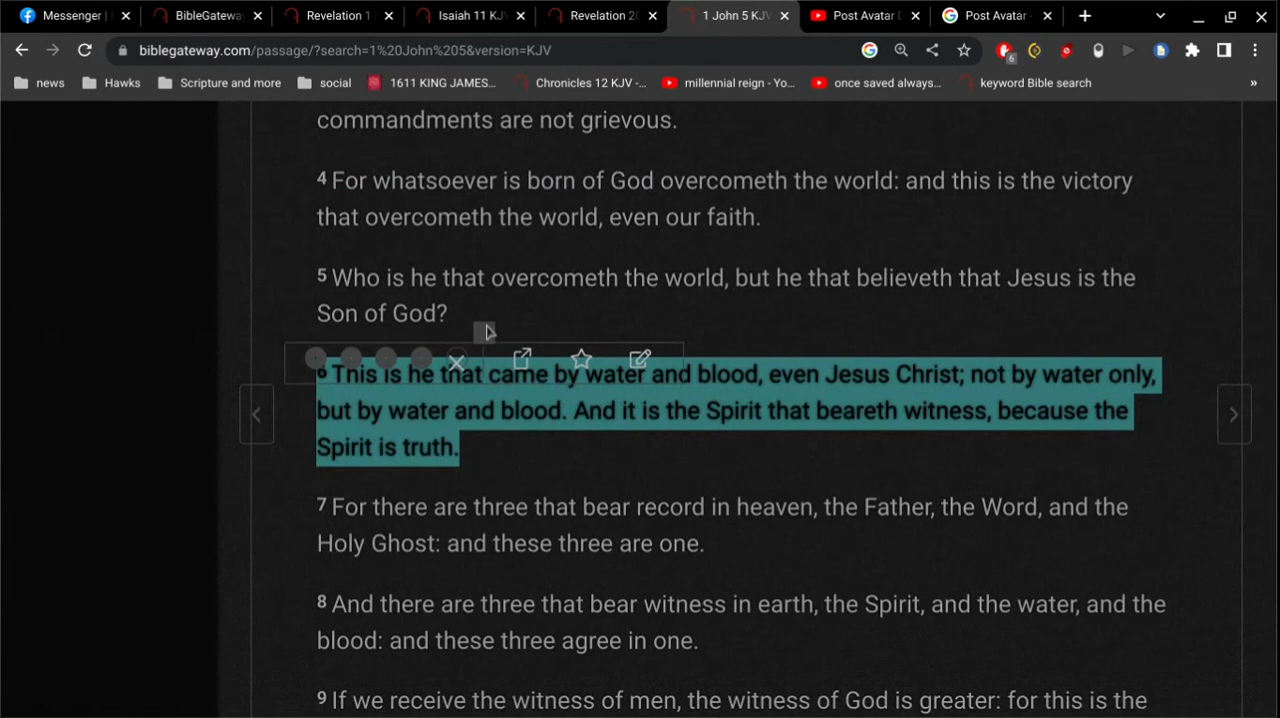 Messenger
BibleGateway
Revelation 1
Isaiah 11 KJV
Revelation 20
1 John 5 KJV
Post Avatar
Post Avatar
biblegateway.com/passage/?search=1%20John%205&version=KJV
6
news
Hawks
Scripture and more
social
1611 KING JAMES...
Chronicles 12 KJV -...
millennial reign - Yo...
once saved always...
keyword Bible search
»
commandments are not grievous.
4 For whatsoever is born of God overcometh the world: and this is the victory
that overcometh the world, even our faith.
5 Who is he that overcometh the world, but he that believeth that Jesus is the
Son of God?
6 This is he that came by water and blood, even Jesus Christ; not by water only,
but by water and blood. And it is the Spirit that beareth witness, because the
Spirit is truth.
7 For there are three that bear record in heaven, the Father, the Word, and the
Holy Ghost: and these three are one.
8 And there are three that bear witness in earth, the Spirit, and the water, and the
blood: and these three agree in one.
9 If we receive the witness of men, the witness of God is greater: for this is the